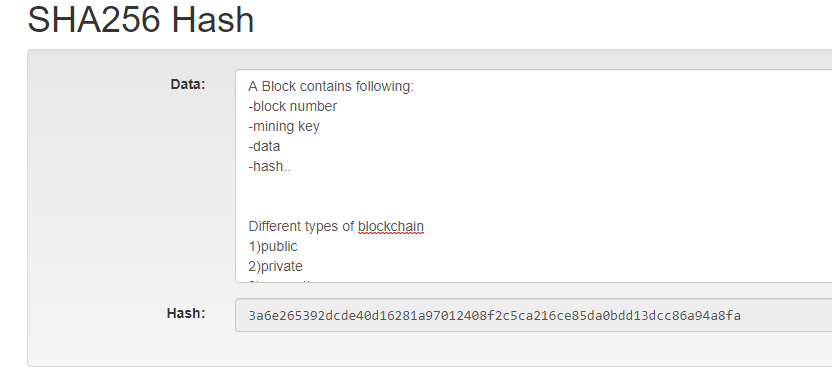 SHA256 Hash
Data:
A Block contains following:
-block number
-mining key
-data
-hash..
Different types of blockchain
1)public
2)private
Hash:
3a6e265392dcde40d16281a97012408f2c5ca216ce85da0bdd13dcc86a94a8fa